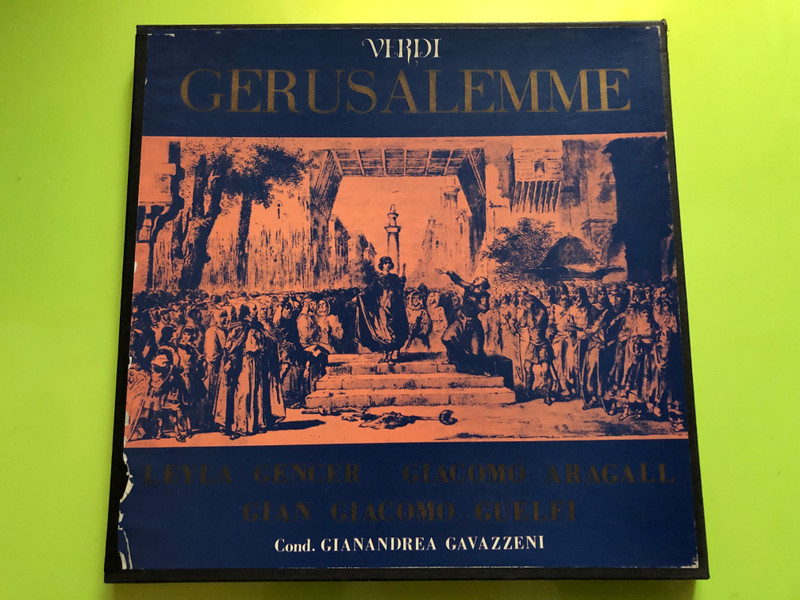 VERDI
GERUSALEMME
LEYLA GENCER GIACOMO ARAGALL
GIAN GIACOMO GUELFI
Cond. GIANANDREA GAVAZZENI